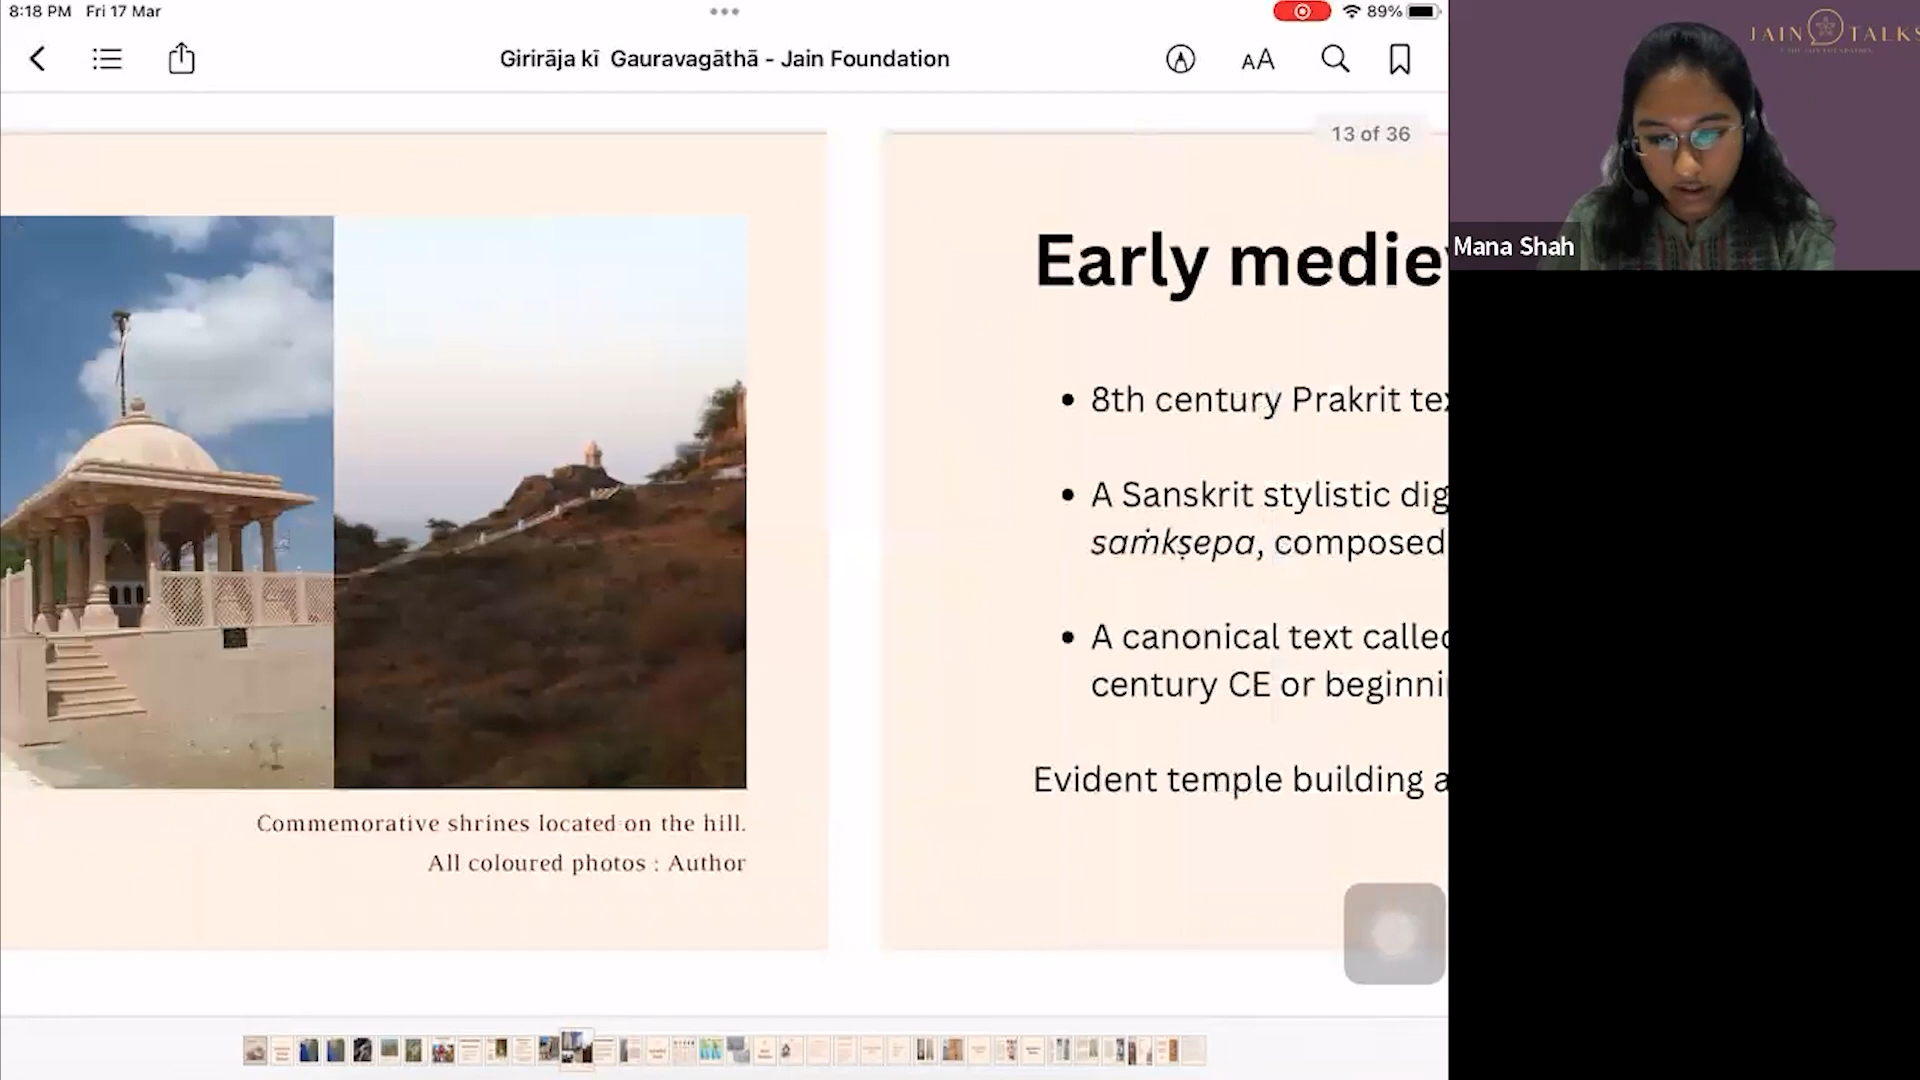 8:18 PM Fri 17 Mar
89%
Girirāja kī Gauravagāthā - Jain Foundation
AA
JAIN TALKS
13 of 36
Mana Shah
Commemorative shrines located on the hill.
All coloured photos : Author
Early medie
8th century Prakrit te
A Sanskrit stylistic dig
saṁkṣepa, composed
A canonical text called
century CE or beginni
Evident temple building a